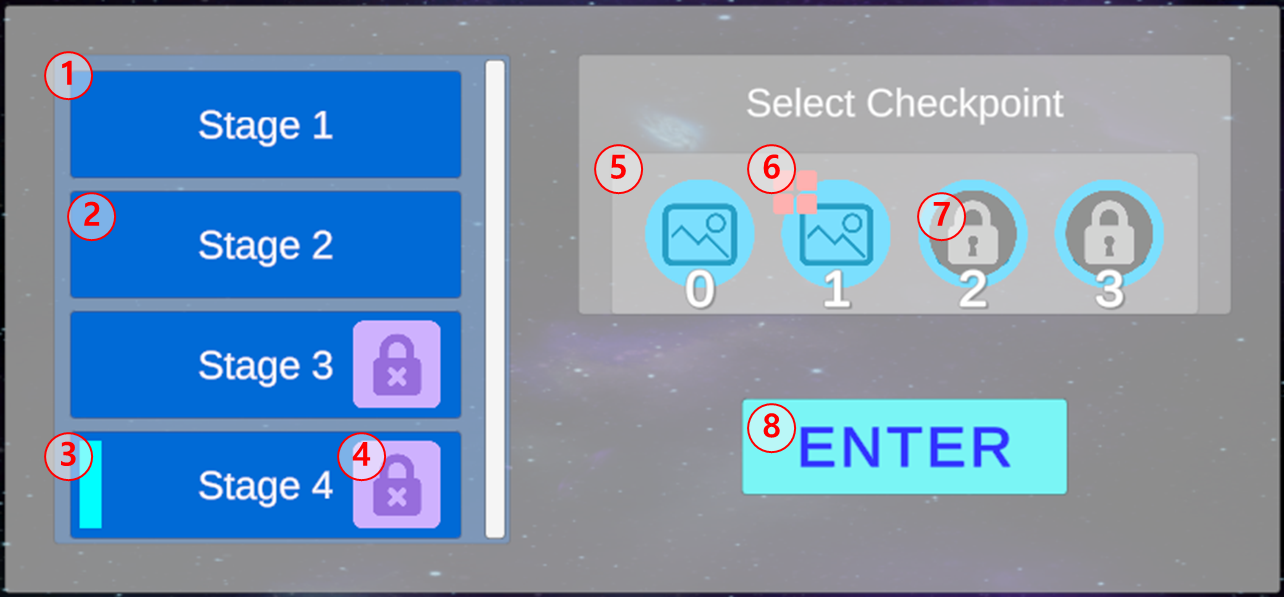 1
Stage 1
2
Stage 2
Stage 3
3
Stage 4
4
Select Checkpoint
5
6
7
0
1
2
3
8
ENTER